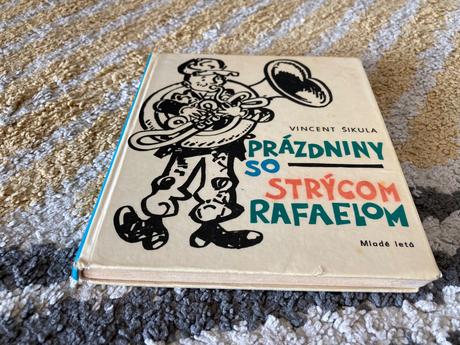 VINCENT ŠIKULA
PRÁZDNINY
SO
STRÝCOM
RAFAELOM
Mladé letá